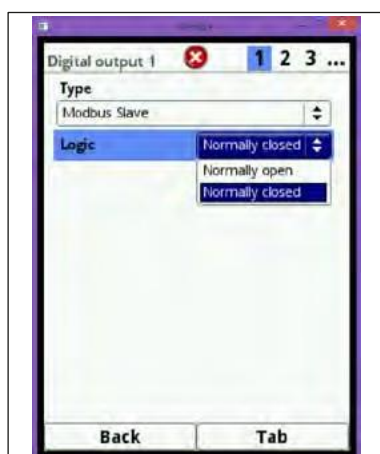 Digital output 1 1 2 3 ...
Type
Modbus Slave
Logic Normally closed
Normally open
Normally closed
Back Tab